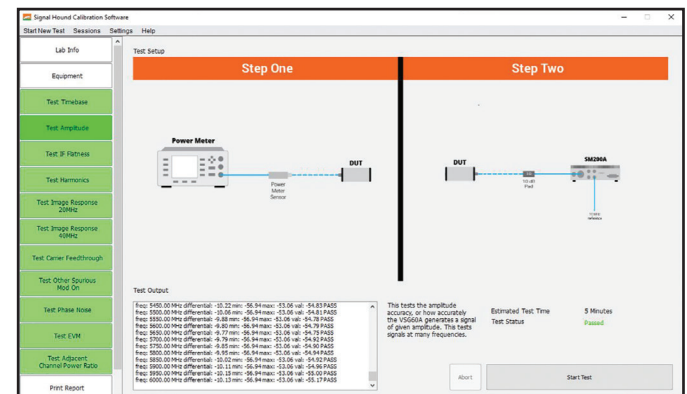 Signal Hound Calibration Software
Start New Test Sessions Settings Help
Lab Info
Equipment
Test Timebase
Test Amplitude
Test IF Flatness
Test Harmonics
Test Image Response
20MHz
Test Image Response
40MHz
Test Carrier Feedthrough
Test Other Spurious
Mod On
Test Phase Noise
Test EVM
Test Adjacent
Channel Power Ratio
Print Report
Test Setup
Step One
Step Two
Power Meter
DUT
Power
Meter
Sensor
DUT
10 dB
Pad
SM200A
Test Output
freq: 5450.00 MHz differential: -10.22 min: -56.94 max: -53.06 val: -54.83 PASS
freq: 5500.00 MHz differential: -10.06 min: -56.94 max: -53.06 val: -54.81 PASS
freq: 5550.00 MHz differential: -9.88 min: -56.94 max: -53.06 val: -54.78 PASS
freq: 5600.00 MHz differential: -9.80 min: -56.94 max: -53.06 val: -54.79 PASS
freq: 5650.00 MHz differential: -9.77 min: -56.94 max: -53.06 val: -54.75 PASS
freq: 5700.00 MHz differential: -9.79 min: -56.94 max: -53.06 val: -54.92 PASS
freq: 5750.00 MHz differential: -9.85 min: -56.94 max: -53.06 val: -54.90 PASS
freq: 5800.00 MHz differential: -9.95 min: -56.94 max: -53.06 val: -54.94 PASS
freq: 5850.00 MHz differential: -10.02 min: -56.94 max: -53.06 val: -54.92 PASS
freq: 5900.00 MHz differential: -10.11 min: -56.94 max: -53.06 val: -54.96 PASS
freq: 5950.00 MHz differential: -10.15 min: -56.94 max: -53.06 val: -55.00 PASS
freq: 6000.00 MHz differential: -10.13 min: -56.94 max: -53.06 val: -55.17 PASS
This tests the amplitude
accuracy, or how accurately
the VSG60A generates a signal
of given amplitude. This tests
signals at many frequencies.
Estimated Test Time 5 Minutes
Test Status Passed
Abort
Start Test